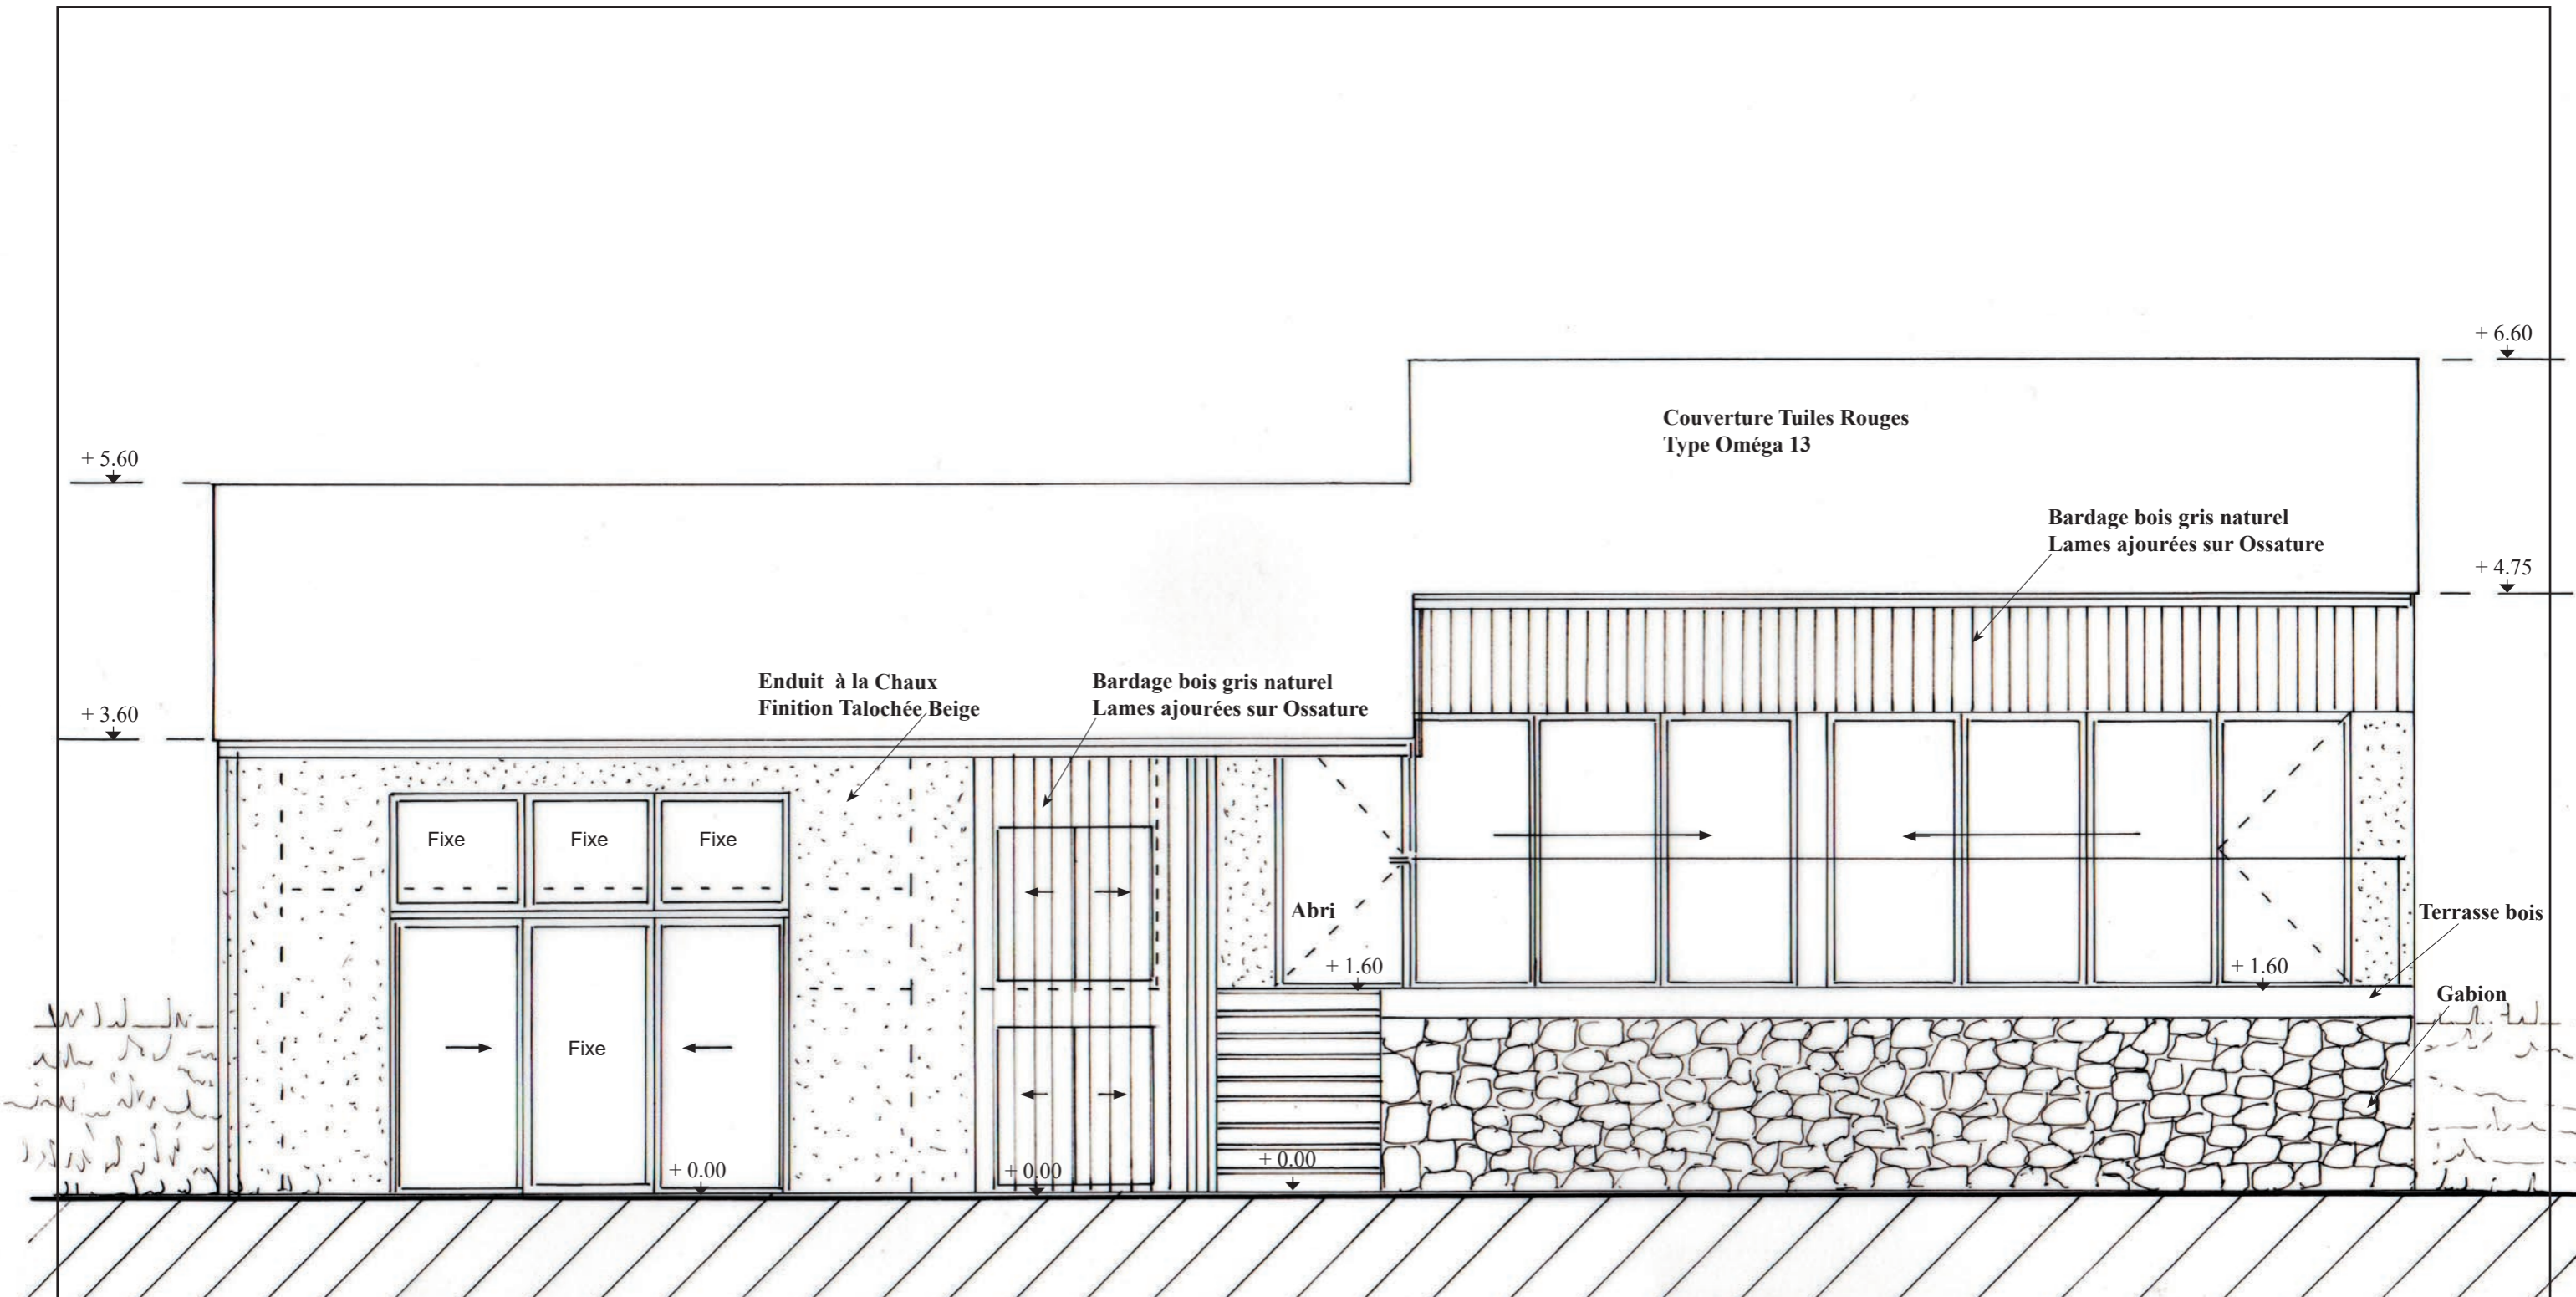 + 6.60
Couverture Tuiles Rouges
Type Oméga 13
+ 5.60
Bardage bois gris naturel
Lames ajourées sur Ossature
+ 4.75
Enduit à la Chaux
Finition Talochée Beige
Bardage bois gris naturel
Lames ajourées sur Ossature
+ 3.60
Fixe
Fixe
Fixe
Abri
Terrasse bois
+ 1.60
+ 1.60
Gabion
Fixe
+ 0.00
+ 0.00
+ 0.00